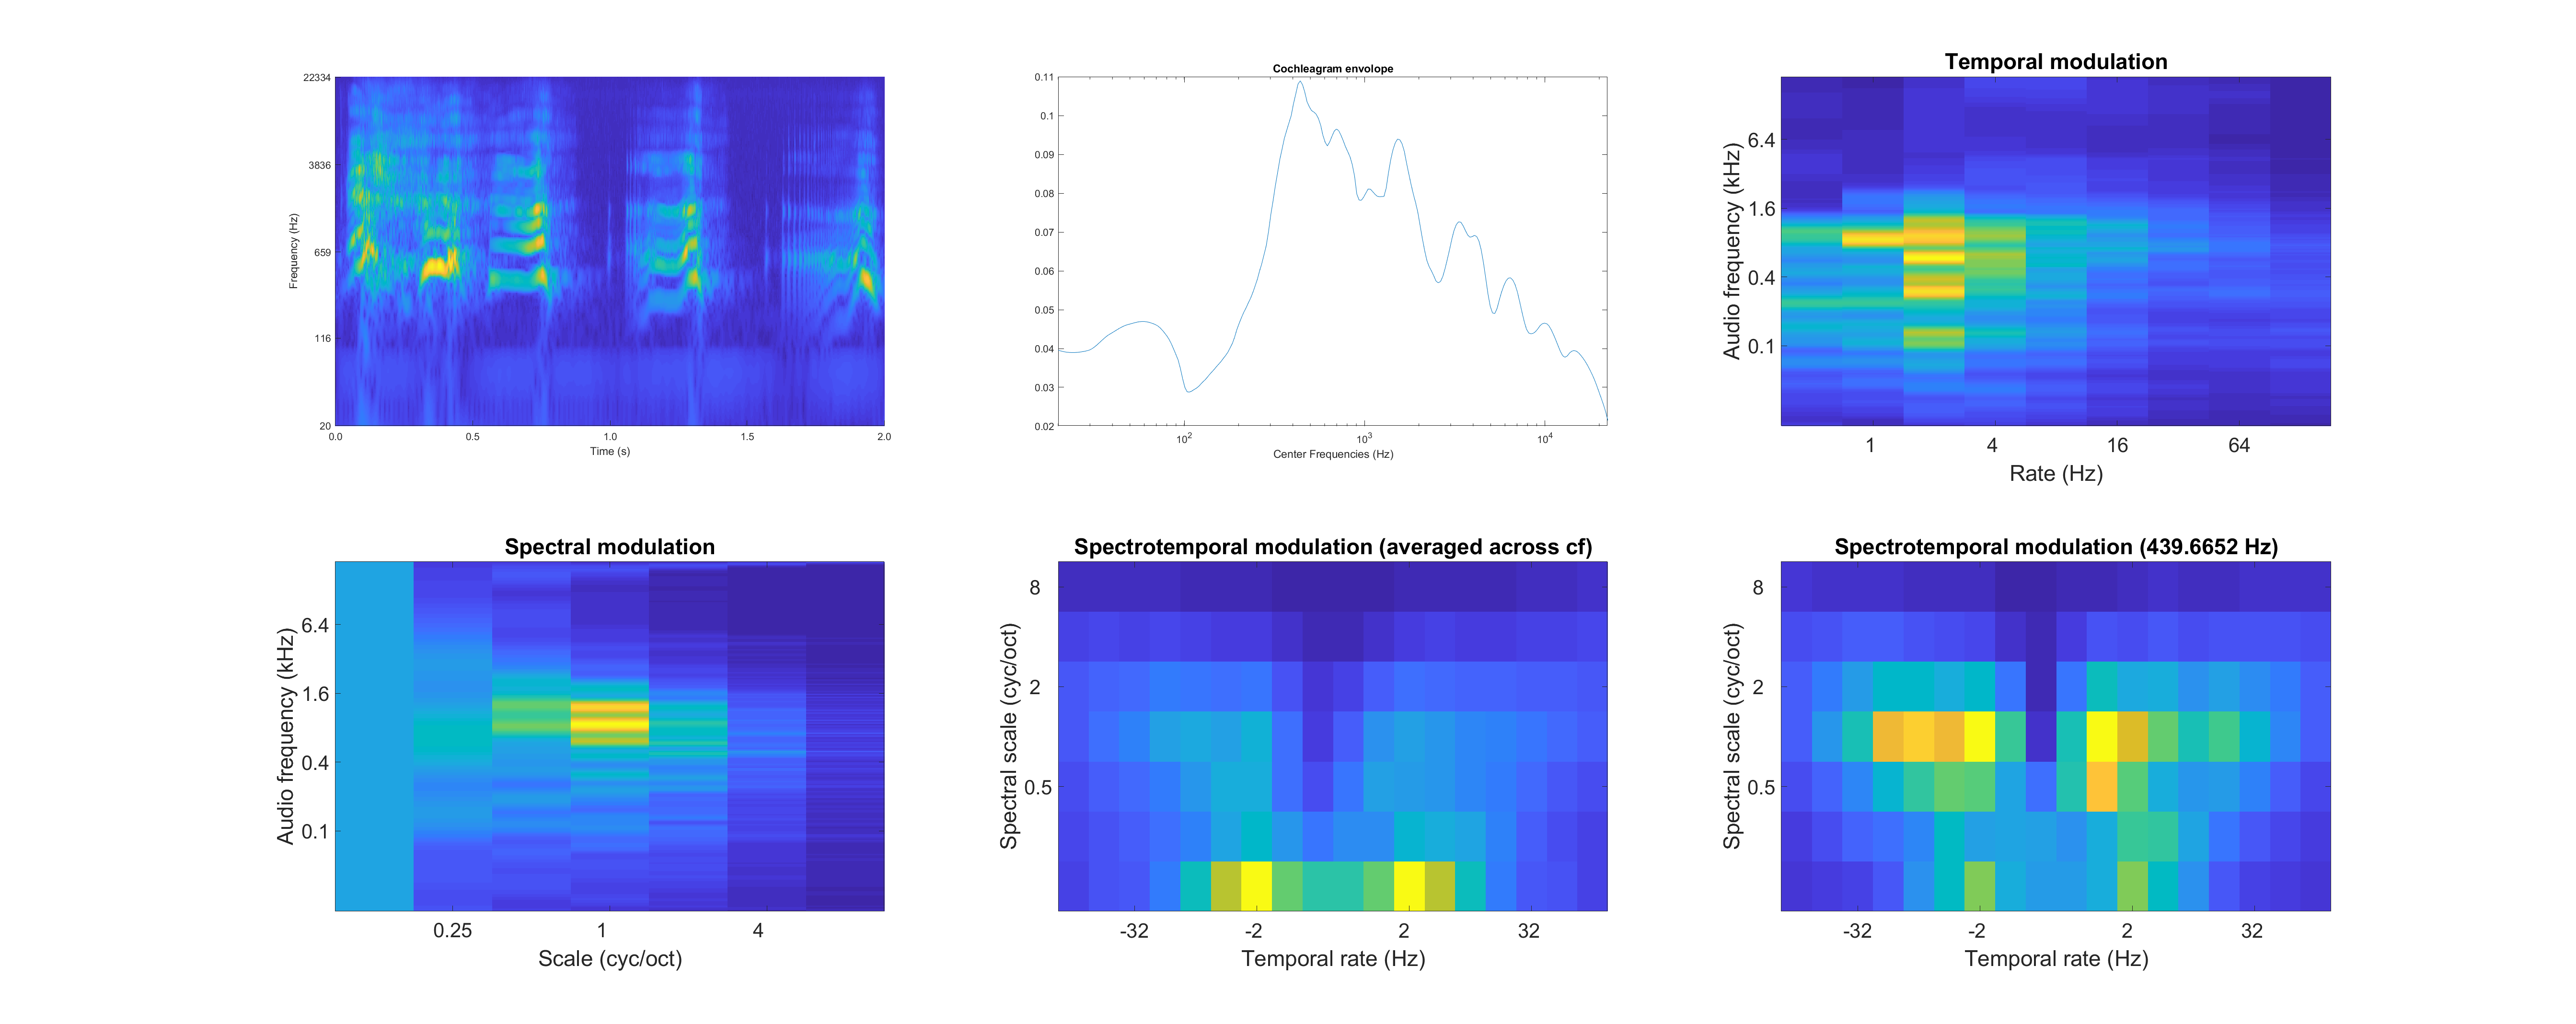 22334
3836
659
116
20
Frequency (Hz)
0.0 0.5 1.0 1.5 2.0
Time (s)
Cochleagram envolope
0.11
0.1
0.09
0.08
0.07
0.06
0.05
0.04
0.03
0.02
10^2 10^3 10^4
Center Frequencies (Hz)
Temporal modulation
Audio frequency (kHz)
6.4
1.6
0.4
0.1
1 4 16 64
Rate (Hz)
Spectral modulation
Audio frequency (kHz)
6.4
1.6
0.4
0.1
0.25 1 4
Scale (cyc/oct)
Spectrotemporal modulation (averaged across cf)
Spectral scale (cyc/oct)
8
2
0.5
-32 -2 2 32
Temporal rate (Hz)
Spectrotemporal modulation (439.6652 Hz)
Spectral scale (cyc/oct)
8
2
0.5
-32 -2 2 32
Temporal rate (Hz)